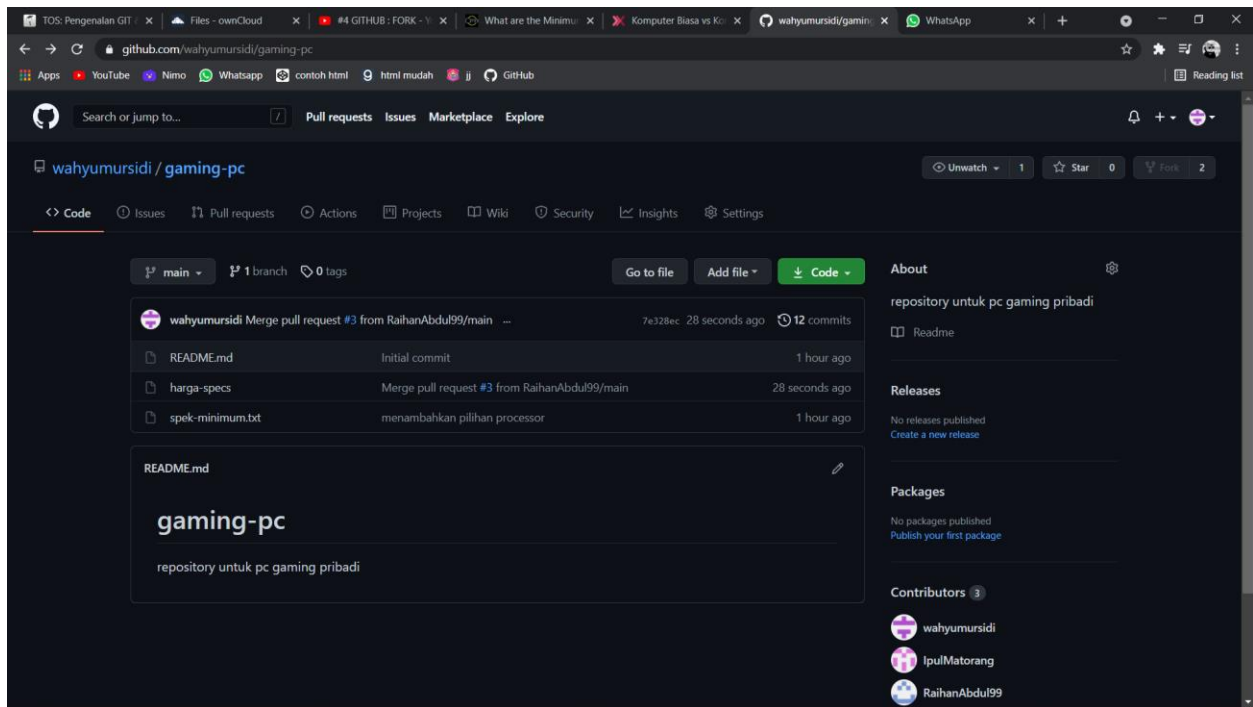 TOS: Pengenalan GIT
Files - ownCloud
#4 GITHUB : FORK - Y
What are the Minimu
Komputer Biasa vs Ko
wahyumursidi/gaming
WhatsApp
github.com/wahyumursidi/gaming-pc
Apps YouTube Nimo Whatsapp contoh html html mudah jj GitHub Reading list
Search or jump to... / Pull requests Issues Marketplace Explore
wahyumursidi / gaming-pc Unwatch 1 Star 0 Fork 2
Code Issues Pull requests Actions Projects Wiki Security Insights Settings
main 1 branch 0 tags Go to file Add file Code
wahyumursidi Merge pull request #3 from RaihanAbdul99/main ... 7e328ec 28 seconds ago 12 commits
README.md Initial commit 1 hour ago
harga-specs Merge pull request #3 from RaihanAbdul99/main 28 seconds ago
spek-minimum.txt menambahkan pilihan processor 1 hour ago
README.md
gaming-pc
repository untuk pc gaming pribadi
About
repository untuk pc gaming pribadi
Readme
Releases
No releases published
Create a new release
Packages
No packages published
Publish your first package
Contributors 3
wahyumursidi
IpulMatorang
RaihanAbdul99